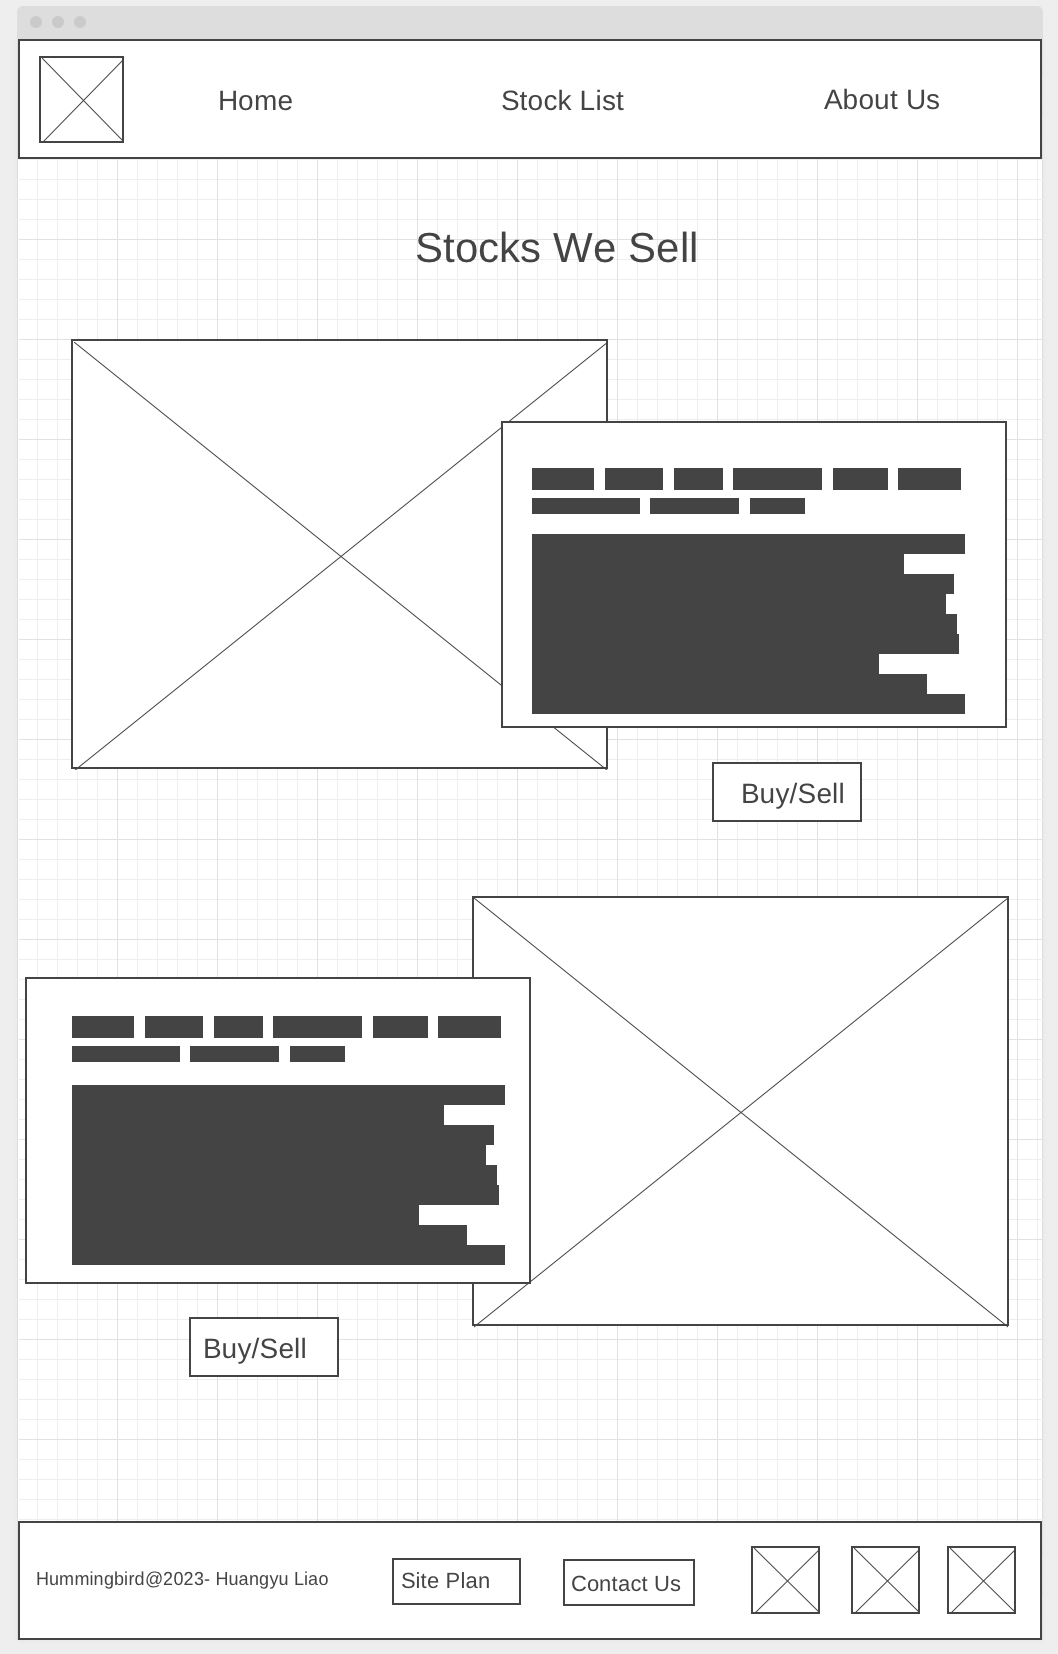 Home
Stock List
About Us
Stocks We Sell
Buy/Sell
Buy/Sell
Hummingbird@2023- Huangyu Liao
Site Plan
Contact Us